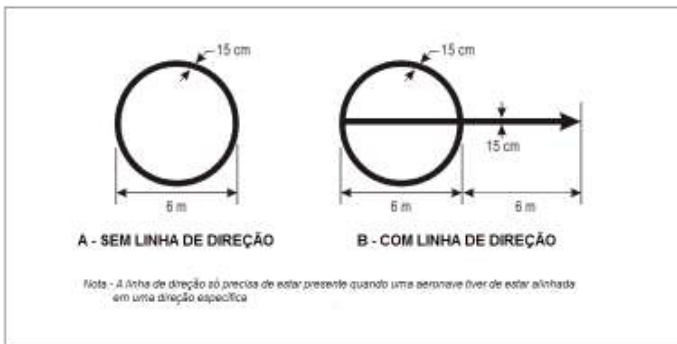 15 cm
15 cm
15 cm
6 m
6 m
6 m
A - SEM LINHA DE DIREÇÃO
B - COM LINHA DE DIREÇÃO
Nota - A linha de direção só precisa de estar presente quando uma aeronave tiver de estar alinhada
em uma direção específica